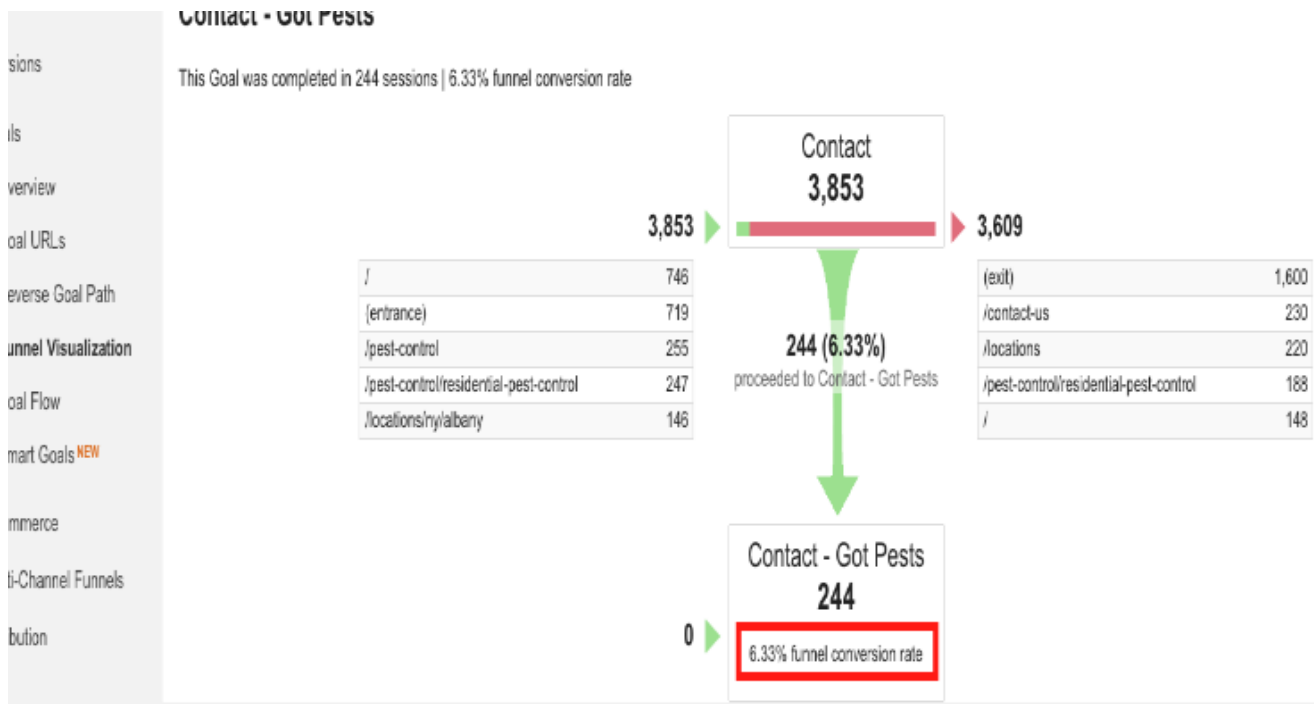 Contact - Got Pests
sions
This Goal was completed in 244 sessions | 6.33% funnel conversion rate
als
verview
oal URLs
everse Goal Path
unnel Visualization
oal Flow
mart Goals NEW
mmerce
ti-Channel Funnels
bution
Contact
3,853
3,853
3,609
/ 746
(entrance) 719
/pest-control 255
/pest-control/residential-pest-control 247
/locations/ny/albany 146
244 (6.33%)
proceeded to Contact - Got Pests
(exit) 1,600
/contact-us 230
/locations 220
/pest-control/residential-pest-control 188
/ 148
Contact - Got Pests
244
0
6.33% funnel conversion rate